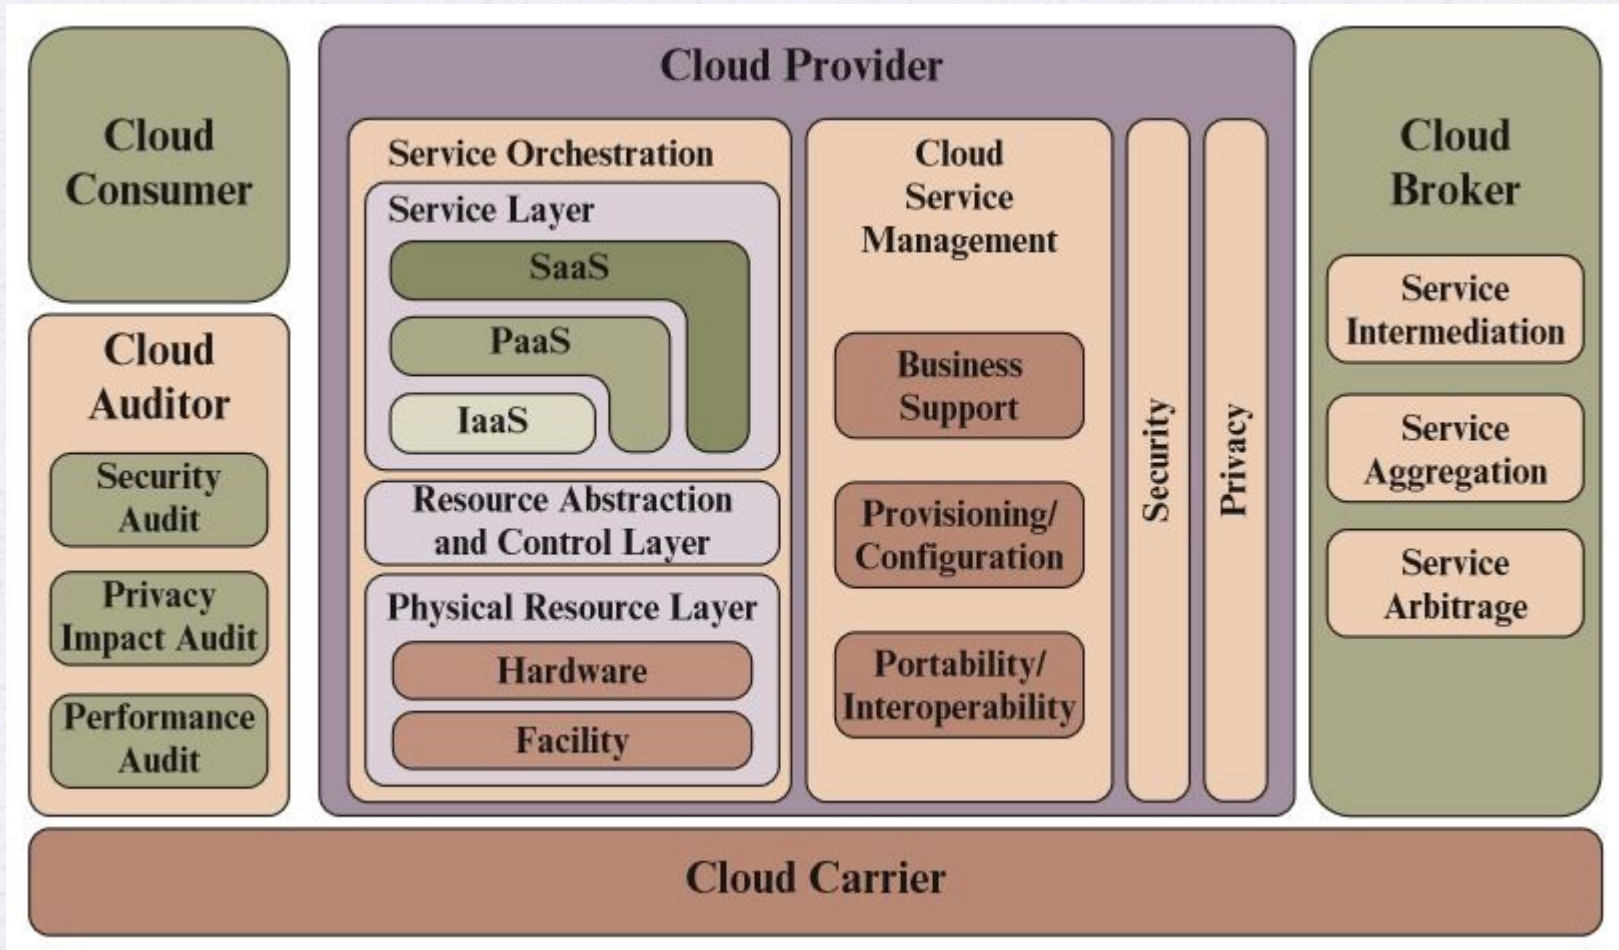 Cloud
Consumer
Cloud
Auditor
Security
Audit
Privacy
Impact Audit
Performance
Audit
Cloud Provider
Service Orchestration
Service Layer
SaaS
PaaS
IaaS
Resource Abstraction
and Control Layer
Physical Resource Layer
Hardware
Facility
Cloud
Service
Management
Business
Support
Provisioning/
Configuration
Portability/
Interoperability
Security
Privacy
Cloud
Broker
Service
Intermediation
Service
Aggregation
Service
Arbitrage
Cloud Carrier